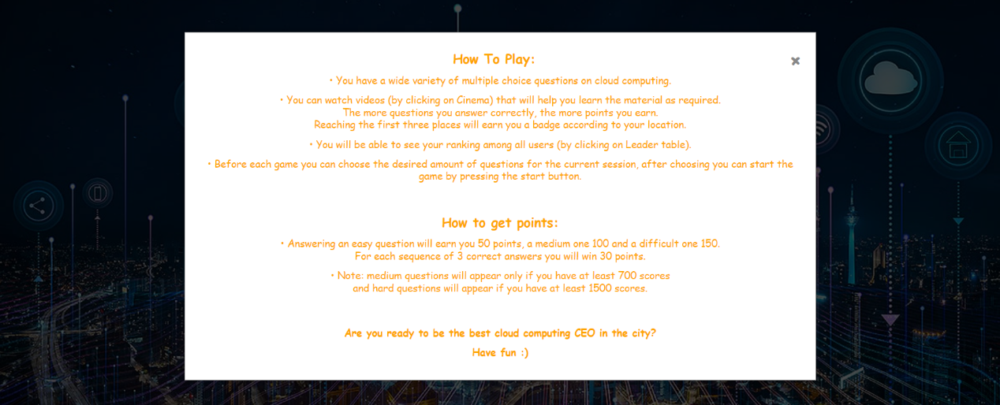 How To Play:
• You have a wide variety of multiple choice questions on cloud computing.
• You can watch videos (by clicking on Cinema) that will help you learn the material as required.
The more questions you answer correctly, the more points you earn.
Reaching the first three places will earn you a badge according to your location.
• You will be able to see your ranking among all users (by clicking on Leader table).
• Before each game you can choose the desired amount of questions for the current session, after choosing you can start the
game by pressing the start button.
How to get points:
• Answering an easy question will earn you 50 points, a medium one 100 and a difficult one 150.
For each sequence of 3 correct answers you will win 30 points.
• Note: medium questions will appear only if you have at least 700 scores
and hard questions will appear if you have at least 1500 scores.
Are you ready to be the best cloud computing CEO in the city?
Have fun :)